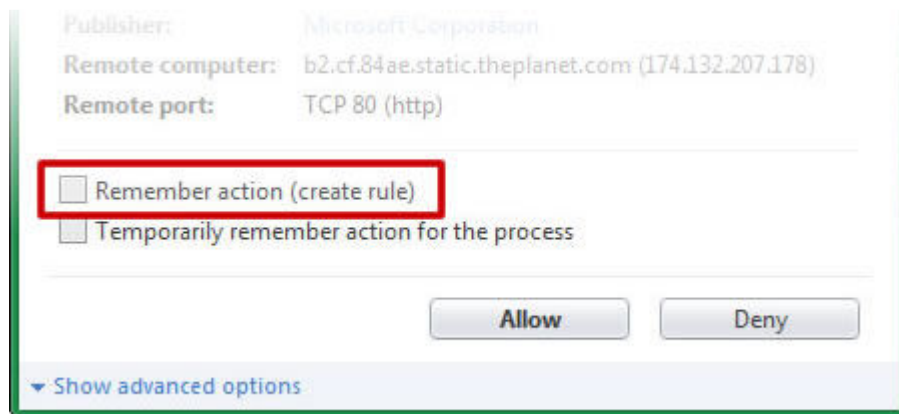 Publisher: Microsoft Corporation
Remote computer: b2.cf.84ae.static.theplanet.com (174.132.207.178)
Remote port: TCP 80 (http)
Remember action (create rule)
Temporarily remember action for the process
Allow Deny
Show advanced options